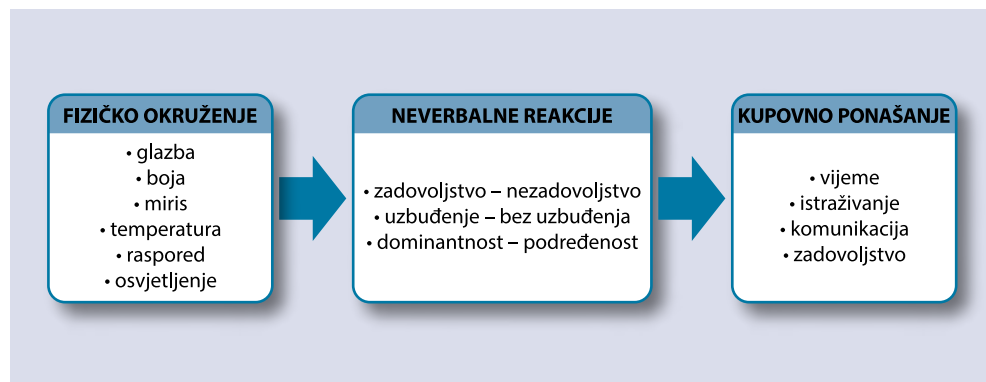 FIZIČKO OKRUŽENJE
• glazba
• boja
• miris
• temperatura
• raspored
• osvjetljenje
NEVERBALNE REAKCIJE
• zadovoljstvo – nezadovoljstvo
• uzbuđenje – bez uzbuđenja
• dominantnost – podređenost
KUPOVNO PONAŠANJE
• vijeme
• istraživanje
• komunikacija
• zadovoljstvo